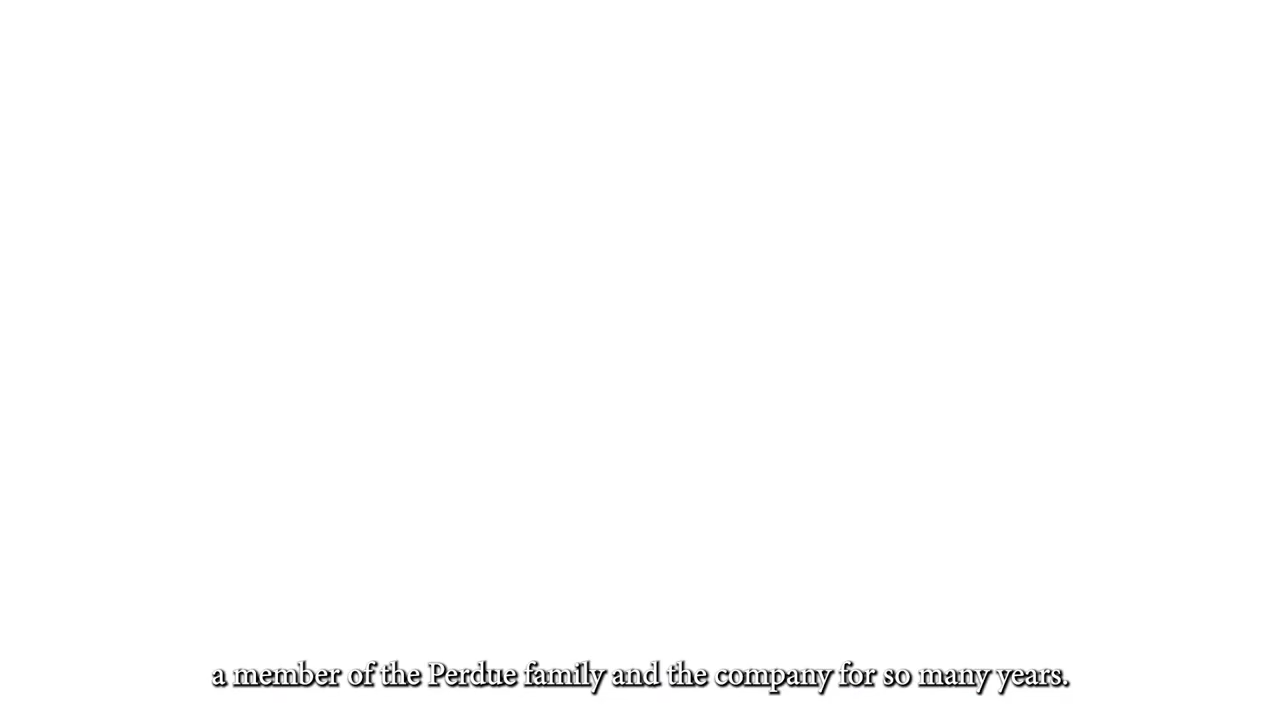 a member of the Perdue family and the company for so many years.